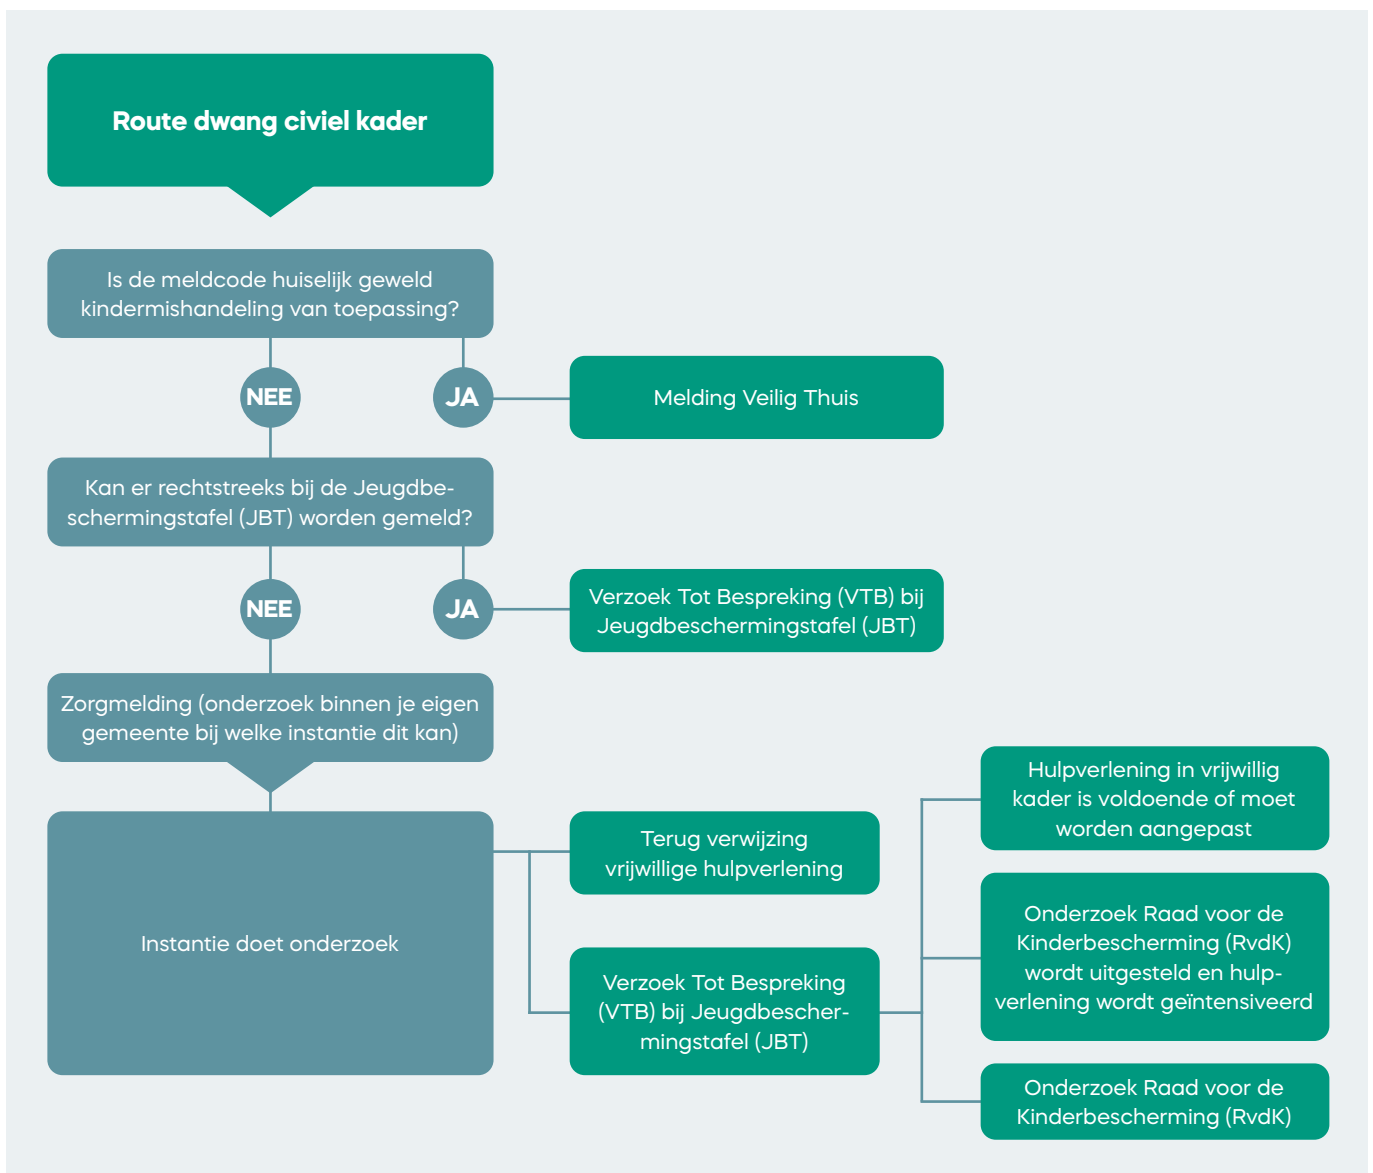 Route dwang civiel kader
Is de meldcode huiselijk geweld
kindermishandeling van toepassing?
NEE
JA
Melding Veilig Thuis
Kan er rechtstreeks bij de Jeugdbe-
schermingstafel (JBT) worden gemeld?
NEE
JA
Verzoek Tot Bespreking (VTB) bij
Jeugdbeschermingstafel (JBT)
Zorgmelding (onderzoek binnen je eigen
gemeente bij welke instantie dit kan)
Instantie doet onderzoek
Terug verwijzing
vrijwillige hulpverlening
Verzoek Tot Bespreking
(VTB) bij Jeugdbescher-
mingstafel (JBT)
Hulpverlening in vrijwillig
kader is voldoende of moet
worden aangepast
Onderzoek Raad voor de
Kinderbescherming (RvdK)
wordt uitgesteld en hulp-
verlening wordt geïntensiveerd
Onderzoek Raad voor de
Kinderbescherming (RvdK)